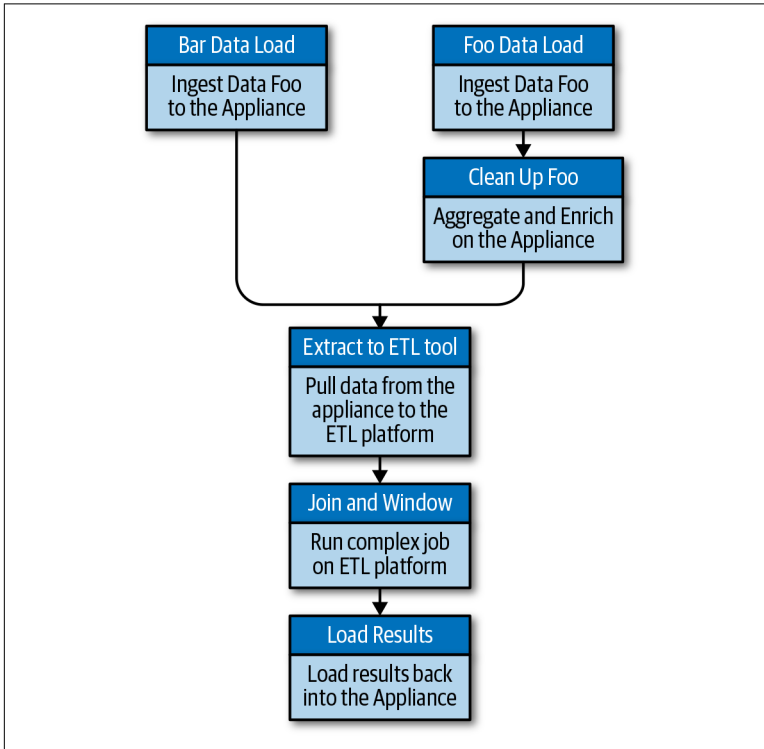 Bar Data Load
Ingest Data Foo
to the Appliance
Foo Data Load
Ingest Data Foo
to the Appliance
Clean Up Foo
Aggregate and Enrich
on the Appliance
Extract to ETL tool
Pull data from the
appliance to the
ETL platform
Join and Window
Run complex job
on ETL platform
Load Results
Load results back
into the Appliance